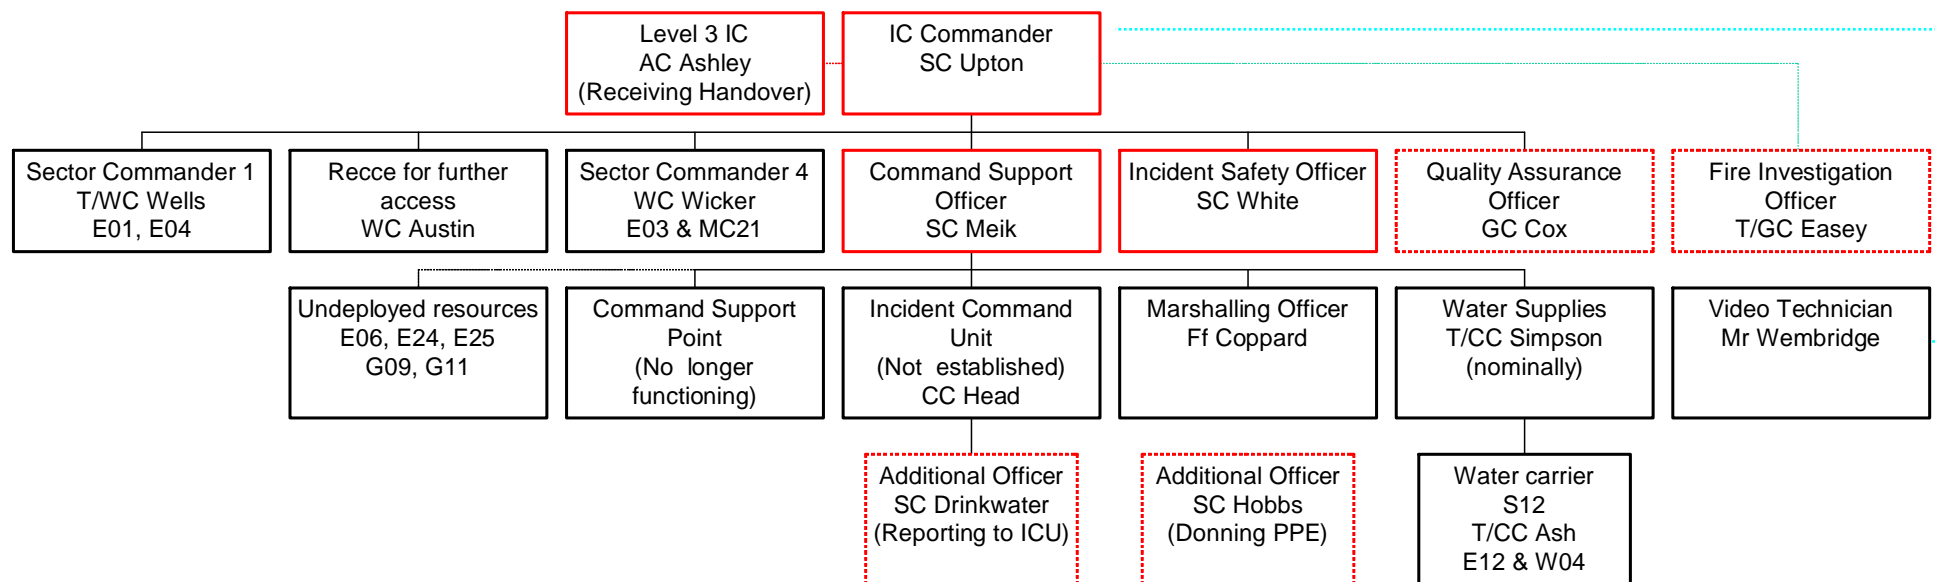 Level 3 IC
AC Ashley
(Receiving Handover)
IC Commander
SC Upton
Sector Commander 1
T/WC Wells
E01, E04
Recce for further
access
WC Austin
Sector Commander 4
WC Wicker
E03 & MC21
Command Support
Officer
SC Meik
Incident Safety Officer
SC White
Quality Assurance
Officer
GC Cox
Fire Investigation
Officer
T/GC Easey
Undeployed resources
E06, E24, E25
G09, G11
Command Support
Point
(No longer
functioning)
Incident Command
Unit
(Not established)
CC Head
Marshalling Officer
Ff Coppard
Water Supplies
T/CC Simpson
(nominally)
Video Technician
Mr Wembridge
Additional Officer
SC Drinkwater
(Reporting to ICU)
Additional Officer
SC Hobbs
(Donning PPE)
Water carrier
S12
T/CC Ash
E12 & W04